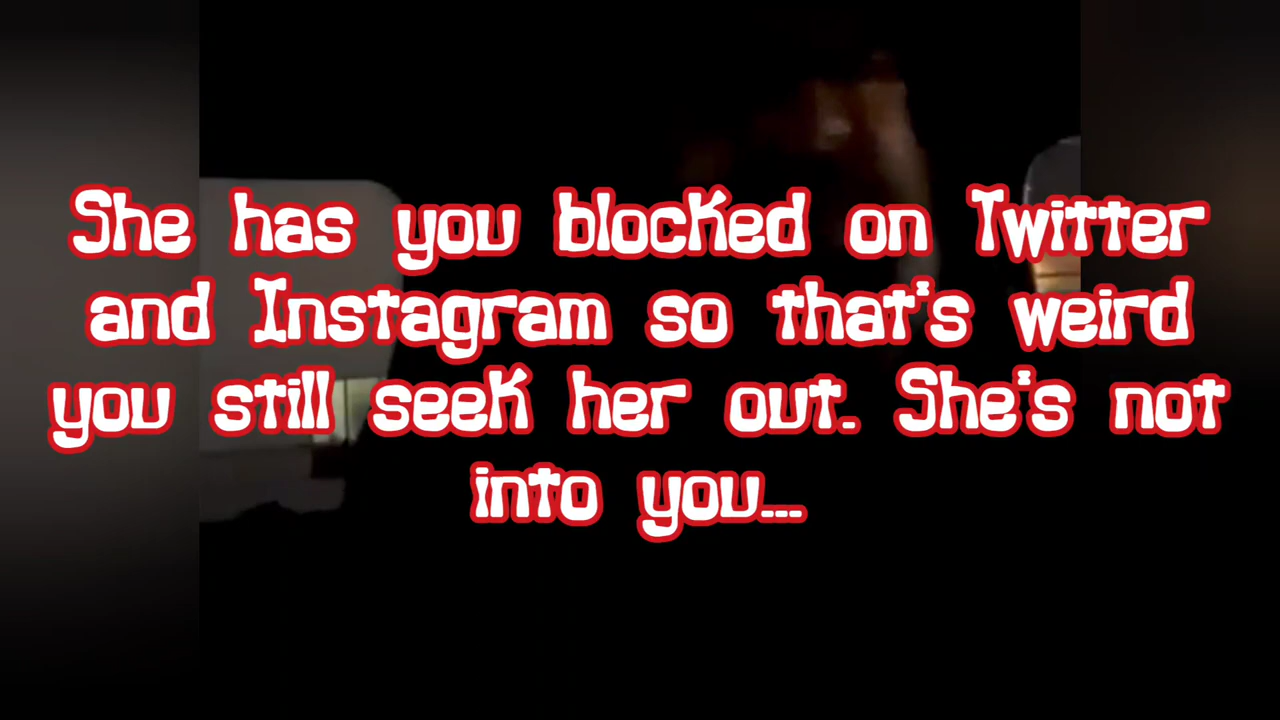 She has you blocked on Twitter
and Instagram so that's weird
you still seek her out. She's not
into you...